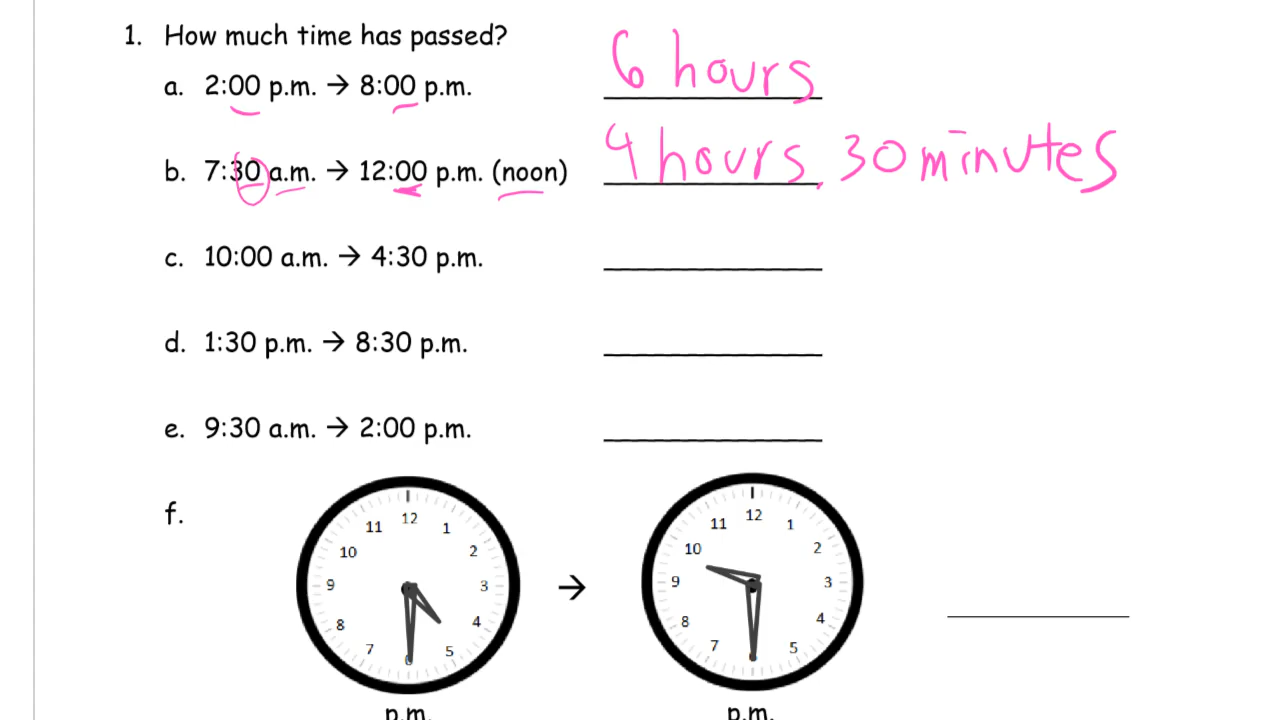 1. How much time has passed?
a. 2:00 p.m. → 8:00 p.m. 6 hours
b. 7:30 a.m. → 12:00 p.m. (noon) 4 hours, 30 minutes
c. 10:00 a.m. → 4:30 p.m.
d. 1:30 p.m. → 8:30 p.m.
e. 9:30 a.m. → 2:00 p.m.
f.
12 1 2 3 4 5 6 7 8 9 10 11
→
12 1 2 3 4 5 7 8 9 10 11
p.m. p.m.